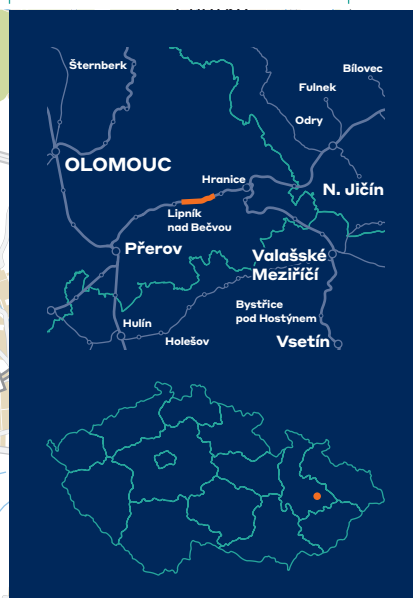 Šternberk
Bílovec
Fulnek
Odry
OLOMOUC
Hranice
N. Jičín
Lipník
nad Bečvou
Přerov
Valašské
Meziříčí
Bystřice
pod Hostýnem
Hulín
Holešov
Vsetín